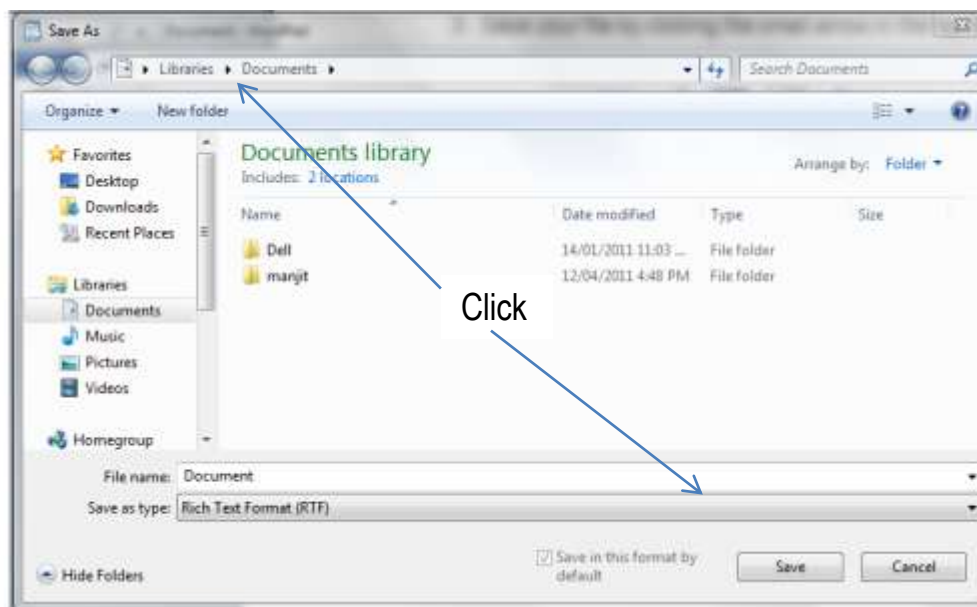 Save As
Libraries Documents
Search Documents
Organize New folder
Favorites
Desktop
Downloads
Recent Places
Libraries
Documents
Music
Pictures
Videos
Homegroup
Documents library
Includes: 2 locations
Arrange by: Folder
Name Date modified Type Size
Dell 14/01/2011 11:03 ... File folder
manjit 12/04/2011 4:48 PM File folder
Click
File name: Document
Save as type: Rich Text Format (RTF)
Hide Folders
Save in this format by
default
Save Cancel